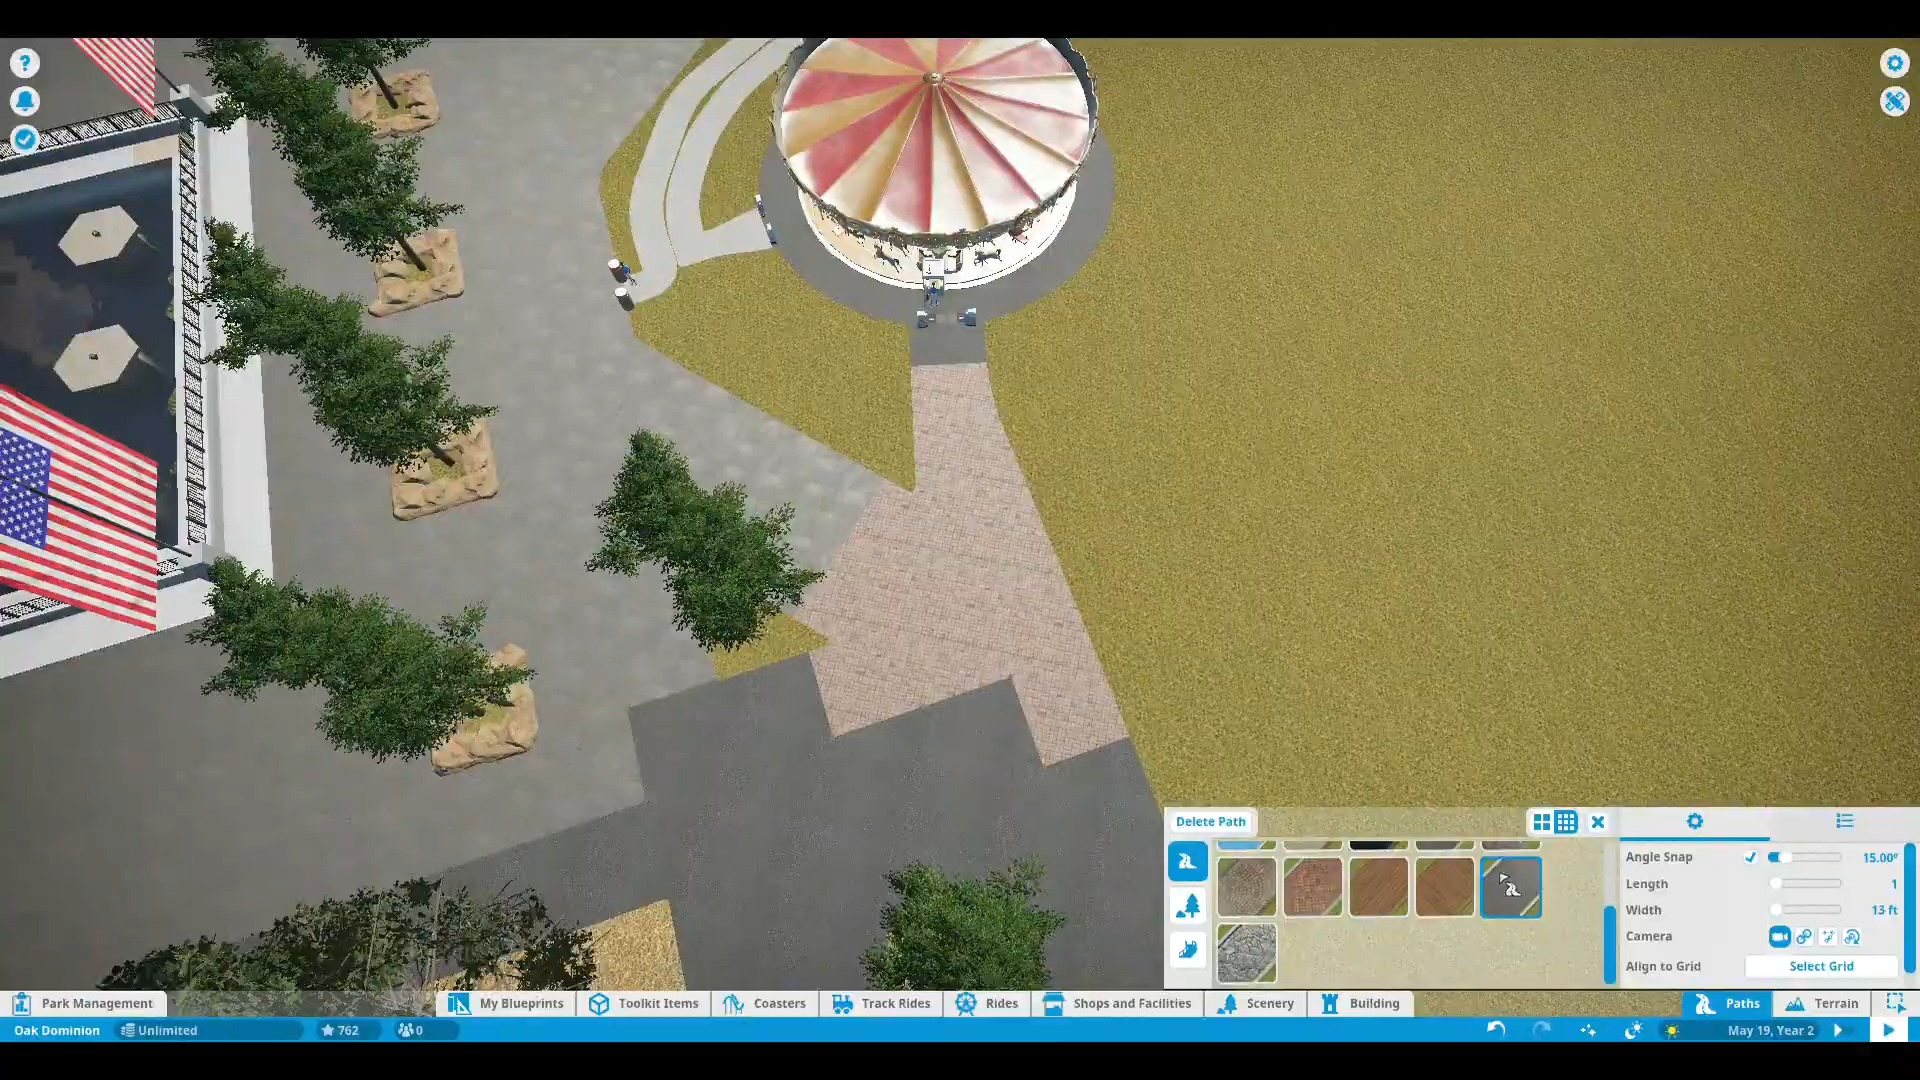 ?
Delete Path
Angle Snap 15.00°
Length 1
Width 13 ft
Camera
Align to Grid Select Grid
Park Management My Blueprints Toolkit Items Coasters Track Rides Rides Shops and Facilities Scenery Building Paths Terrain
Oak Dominion Unlimited 762 0 May 19, Year 2